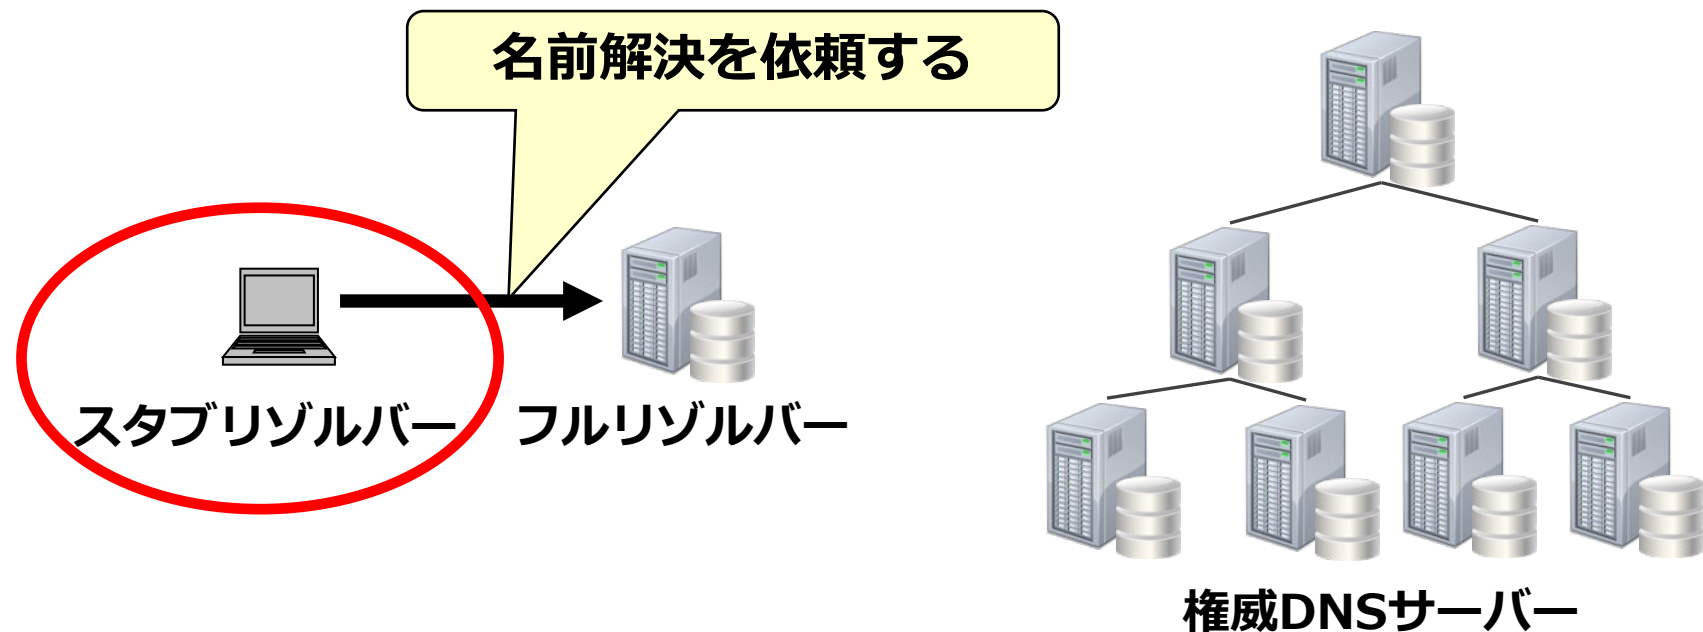 名前解決を依頼する
スタブリゾルバー
フルリゾルバー
権威DNSサーバー